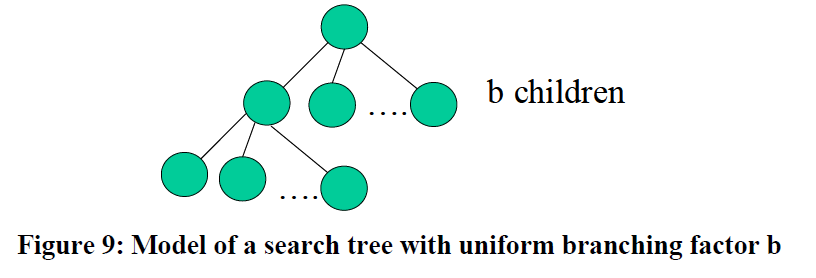 b children
....
....
Figure 9: Model of a search tree with uniform branching factor b